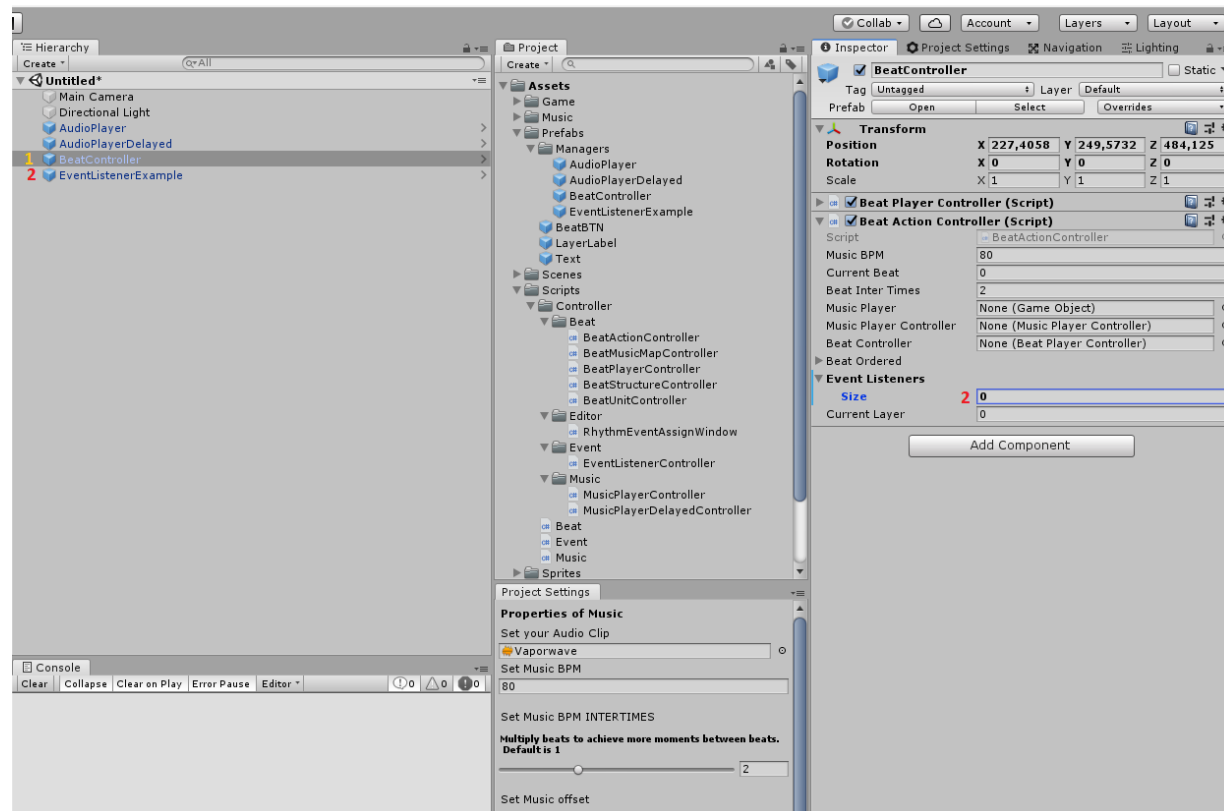 Collab
Account
Layers
Layout
Hierarchy
Create
All
Untitled*
Main Camera
Directional Light
AudioPlayer
AudioPlayerDelayed
1 BeatController
2 EventListenerExample
Console
Clear Collapse Clear on Play Error Pause Editor 0 0 0
Project
Create
Assets
Game
Music
Prefabs
Managers
AudioPlayer
AudioPlayerDelayed
BeatController
EventListenerExample
BeatBTN
LayerLabel
Text
Scenes
Scripts
Controller
Beat
BeatActionController
BeatMusicMapController
BeatPlayerController
BeatStructureController
BeatUnitController
Editor
RhythmEventAssignWindow
Event
EventListenerController
Music
MusicPlayerController
MusicPlayerDelayedController
Beat
Event
Music
Sprites
Project Settings
Properties of Music
Set your Audio Clip
Vaporwave
Set Music BPM
80
Set Music BPM INTERTIMES
Multiply beats to achieve more moments between beats.
Default is 1
2
Set Music offset
Inspector Project Settings Navigation Lighting
BeatController Static
Tag Untagged Layer Default
Prefab Open Select Overrides
Transform
Position X 227,4058 Y 249,5732 Z 484,125
Rotation X 0 Y 0 Z 0
Scale X 1 Y 1 Z 1
Beat Player Controller (Script)
Beat Action Controller (Script)
Script BeatActionController
Music BPM 80
Current Beat 0
Beat Inter Times 2
Music Player None (Game Object)
Music Player Controller None (Music Player Controller)
Beat Controller None (Beat Player Controller)
Beat Ordered
Event Listeners
Size 2 0
Current Layer 0
Add Component